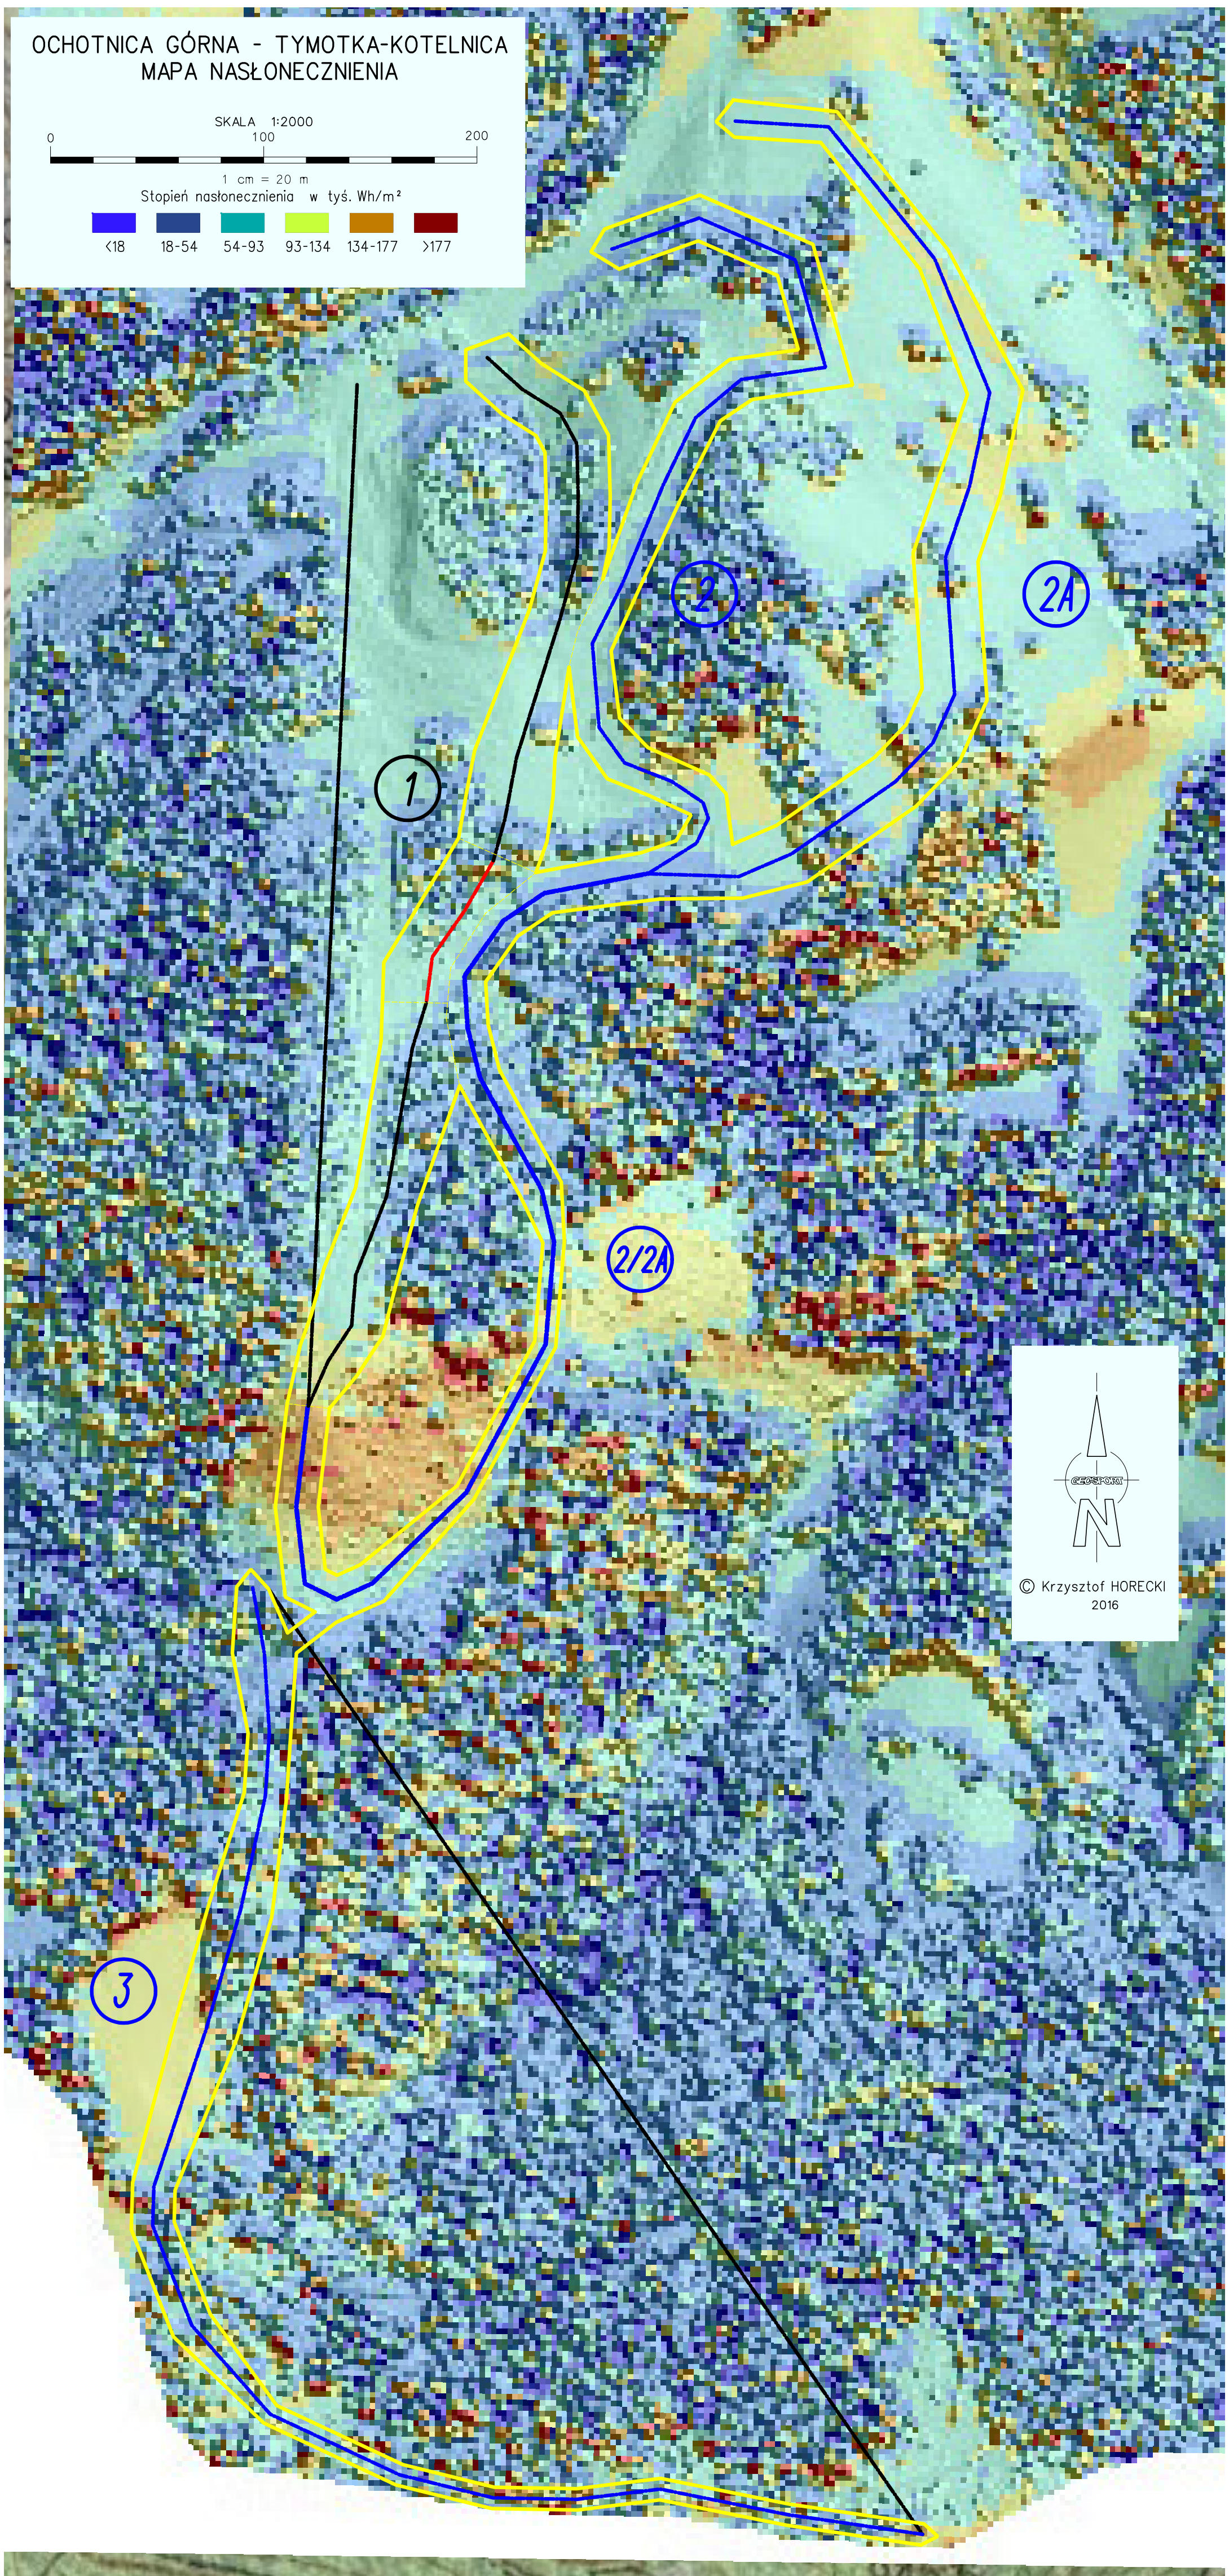 OCHOTNICA GÓRNA - TYMOTKA-KOTELNICA
MAPA NASŁONECZNIENIA
SKALA 1:2000
0 100 200
1 cm = 20 m
Stopień nasłonecznienia w tyś. Wh/m²
<18 18-54 54-93 93-134 134-177 >177
2
2A
1
2/2A
GEOSPORT
N
© Krzysztof HORECKI
2016
3